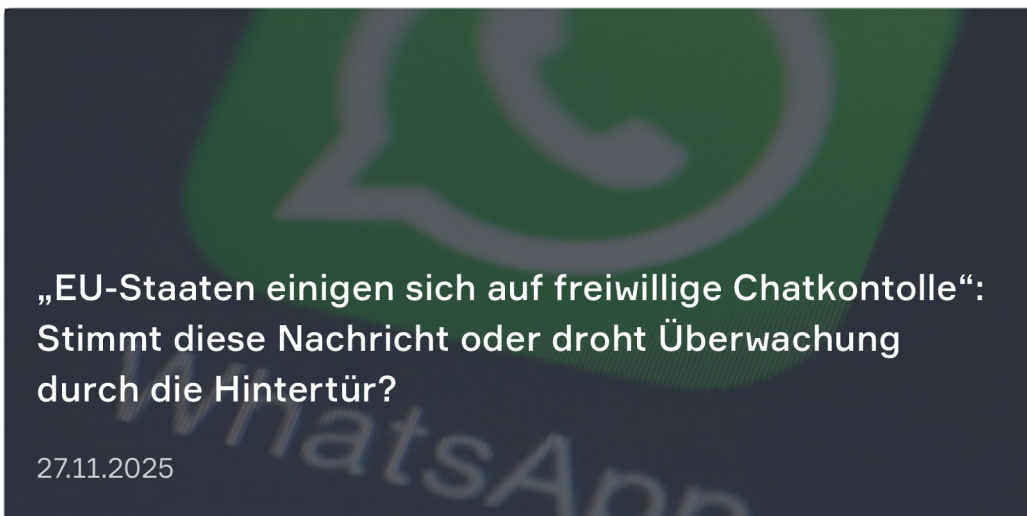 „EU-Staaten einigen sich auf freiwillige Chatkontolle“:
Stimmt diese Nachricht oder droht Überwachung
durch die Hintertür?
27.11.2025
WhatsApp